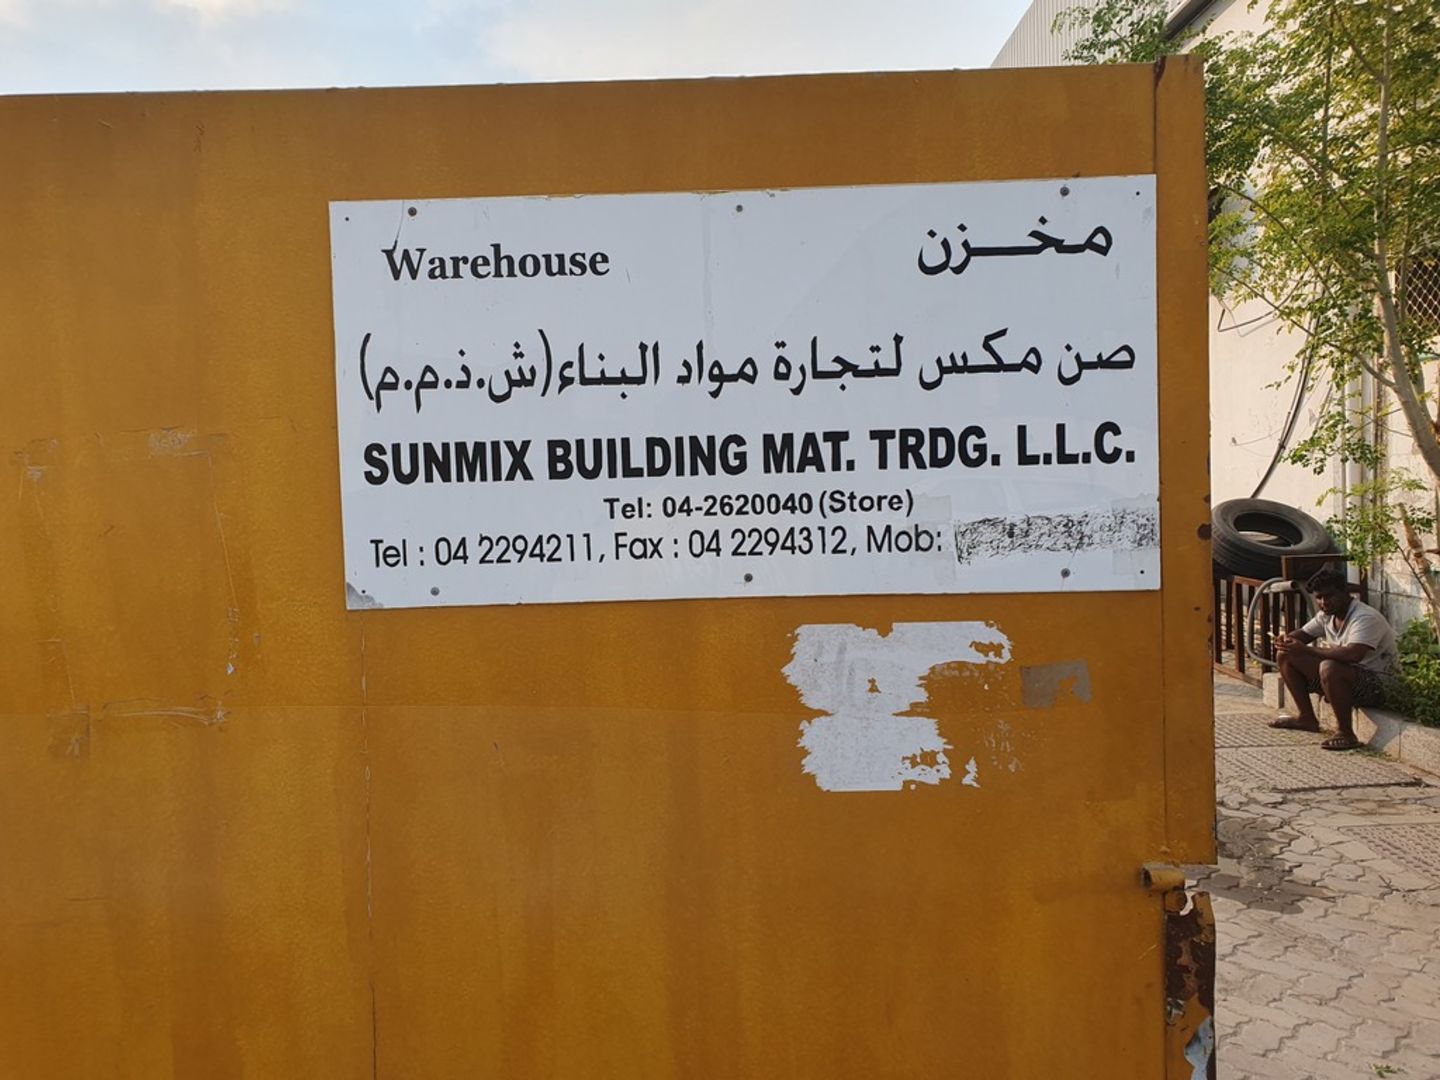 Warehouse مخزن
صن مكس لتجارة مواد البناء(ش.ذ.م.م)
SUNMIX BUILDING MAT. TRDG. L.L.C.
Tel: 04-2620040 (Store)
Tel : 04 2294211, Fax : 04 2294312, Mob: